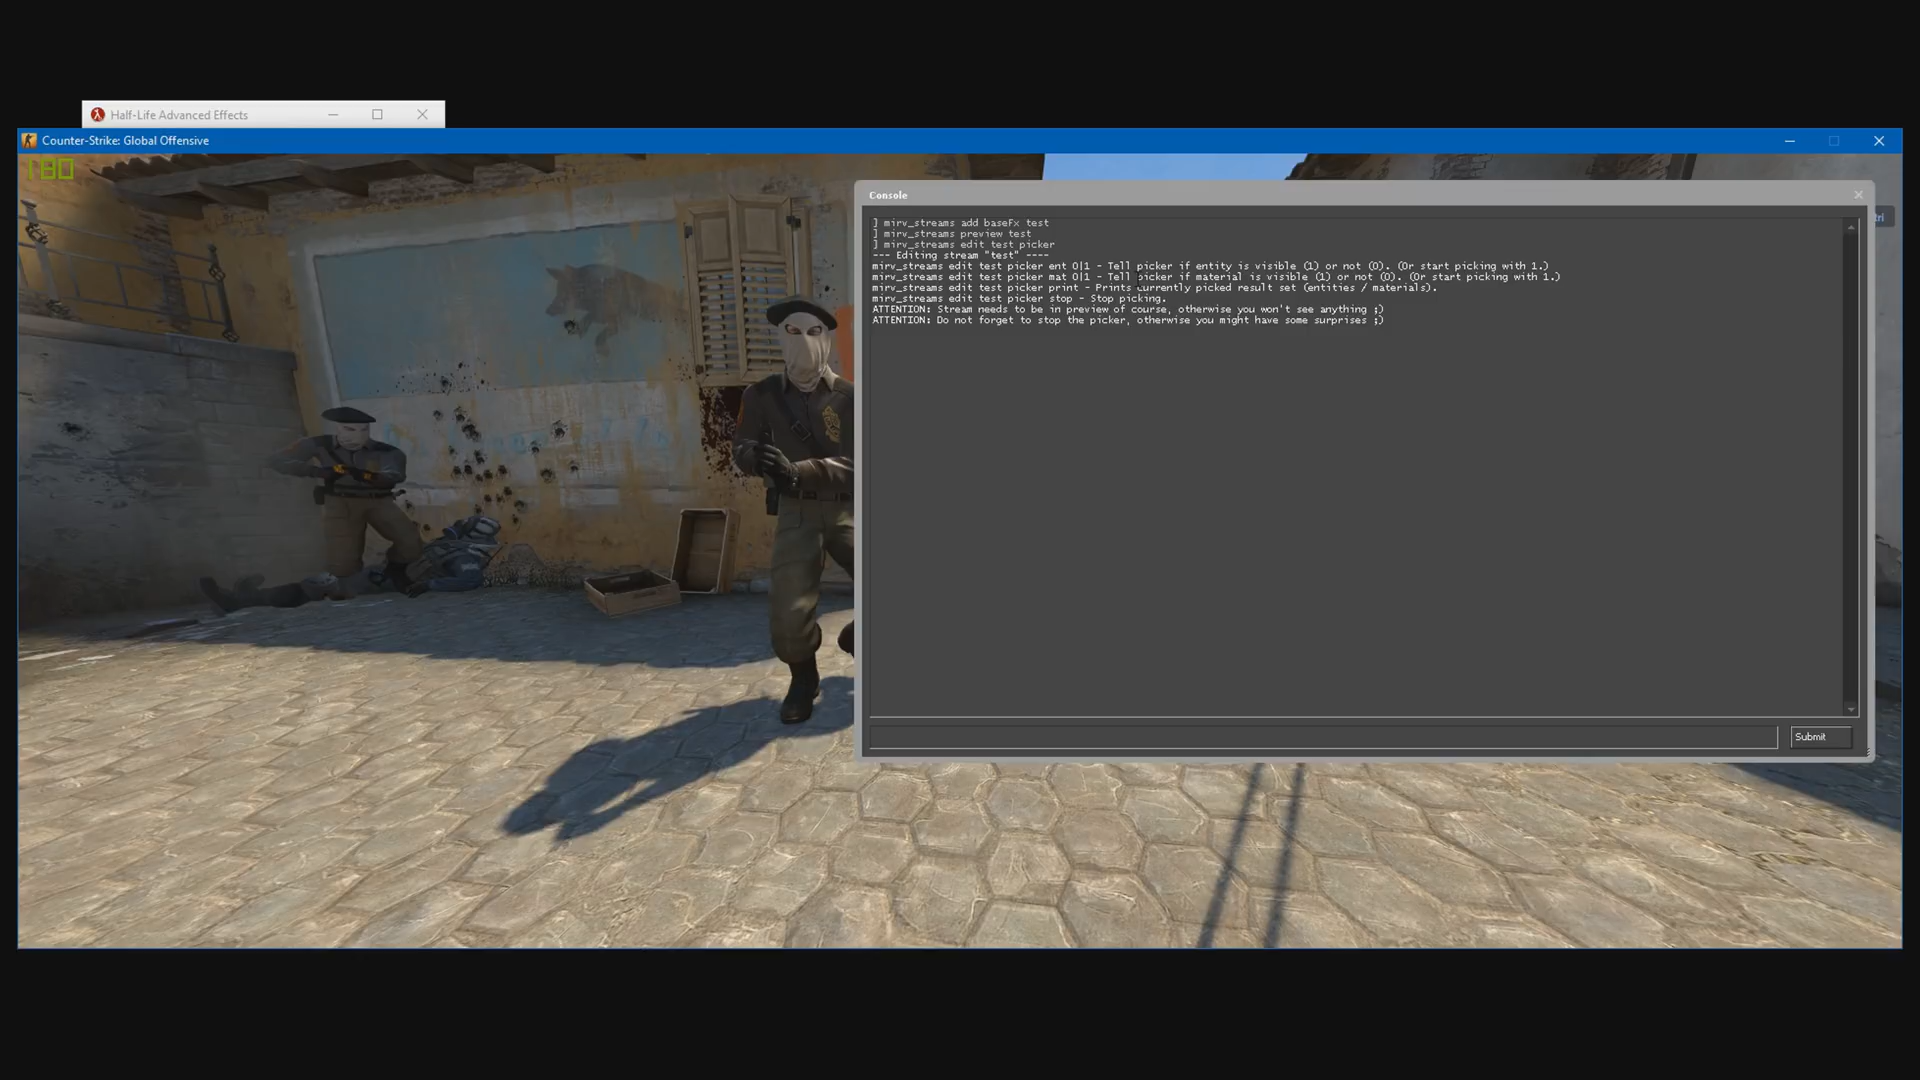 Half-Life Advanced Effects
Counter-Strike: Global Offensive
180
Console
] mirv_streams add baseFx test
] mirv_streams preview test
] mirv_streams edit test picker
--- Editing stream "test" ----
mirv_streams edit test picker ent 0|1 - Tell picker if entity is visible (1) or not (0). (Or start picking with 1.)
mirv_streams edit test picker mat 0|1 - Tell picker if material is visible (1) or not (0). (Or start picking with 1.)
mirv_streams edit test picker print - Prints currently picked result set (entities / materials).
mirv_streams edit test picker stop - Stop picking.
ATTENTION: Stream needs to be in preview of course, otherwise you won't see anything ;)
ATTENTION: Do not forget to stop the picker, otherwise you might have some surprises ;)
Submit